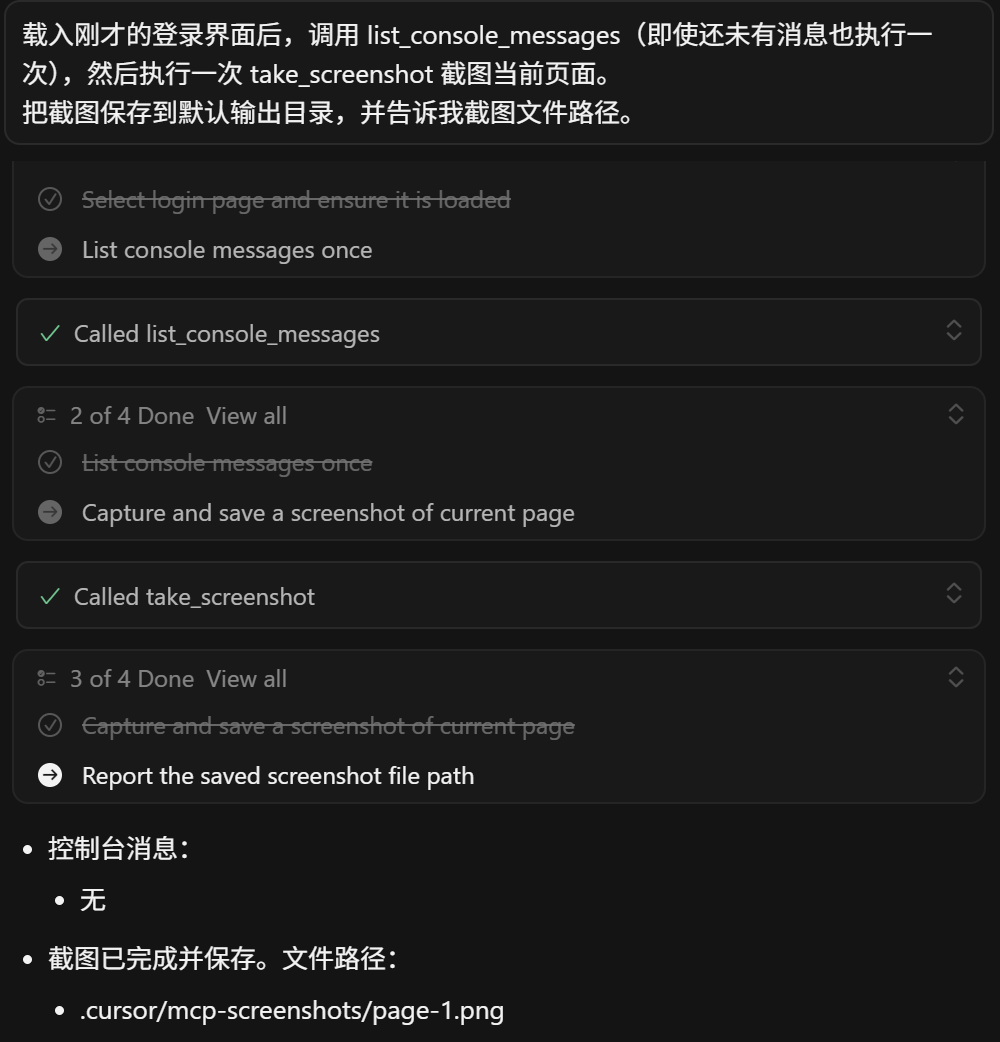 载入刚才的登录界面后，调用 list_console_messages（即使还未有消息也执行一
次），然后执行一次 take_screenshot 截图当前页面。
把截图保存到默认输出目录，并告诉我截图文件路径。
Select login page and ensure it is loaded
List console messages once
Called list_console_messages
2 of 4 Done View all
List console messages once
Capture and save a screenshot of current page
Called take_screenshot
3 of 4 Done View all
Capture and save a screenshot of current page
Report the saved screenshot file path
控制台消息：
无
截图已完成并保存。文件路径：
.cursor/mcp-screenshots/page-1.png